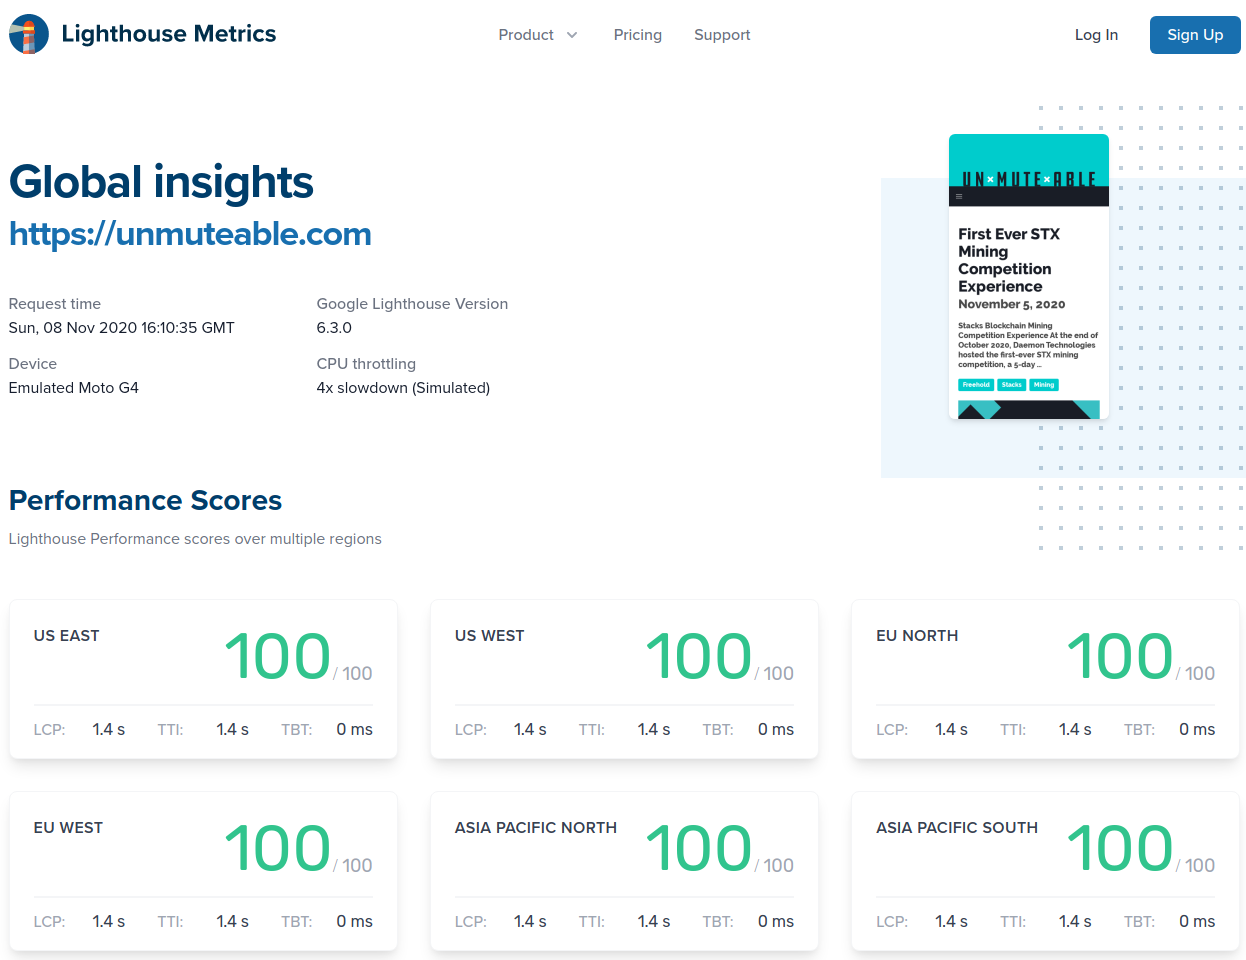 Lighthouse Metrics
Product
Pricing
Support
Log In
Sign Up
Global insights
https://unmuteable.com
Request time
Sun, 08 Nov 2020 16:10:35 GMT
Google Lighthouse Version
6.3.0
Device
Emulated Moto G4
CPU throttling
4x slowdown (Simulated)
UN×MUTE×ABLE
First Ever STX
Mining
Competition
Experience
November 5, 2020
Stacks Blockchain Mining
Competition Experience At the end of
October 2020, Daemon Technologies
hosted the first-ever STX mining
competition, a 5-day ...
Freehold Stacks Mining
Performance Scores
Lighthouse Performance scores over multiple regions
US EAST
100 / 100
LCP: 1.4 s TTI: 1.4 s TBT: 0 ms
US WEST
100 / 100
LCP: 1.4 s TTI: 1.4 s TBT: 0 ms
EU NORTH
100 / 100
LCP: 1.4 s TTI: 1.4 s TBT: 0 ms
EU WEST
100 / 100
LCP: 1.4 s TTI: 1.4 s TBT: 0 ms
ASIA PACIFIC NORTH
100 / 100
LCP: 1.4 s TTI: 1.4 s TBT: 0 ms
ASIA PACIFIC SOUTH
100 / 100
LCP: 1.4 s TTI: 1.4 s TBT: 0 ms